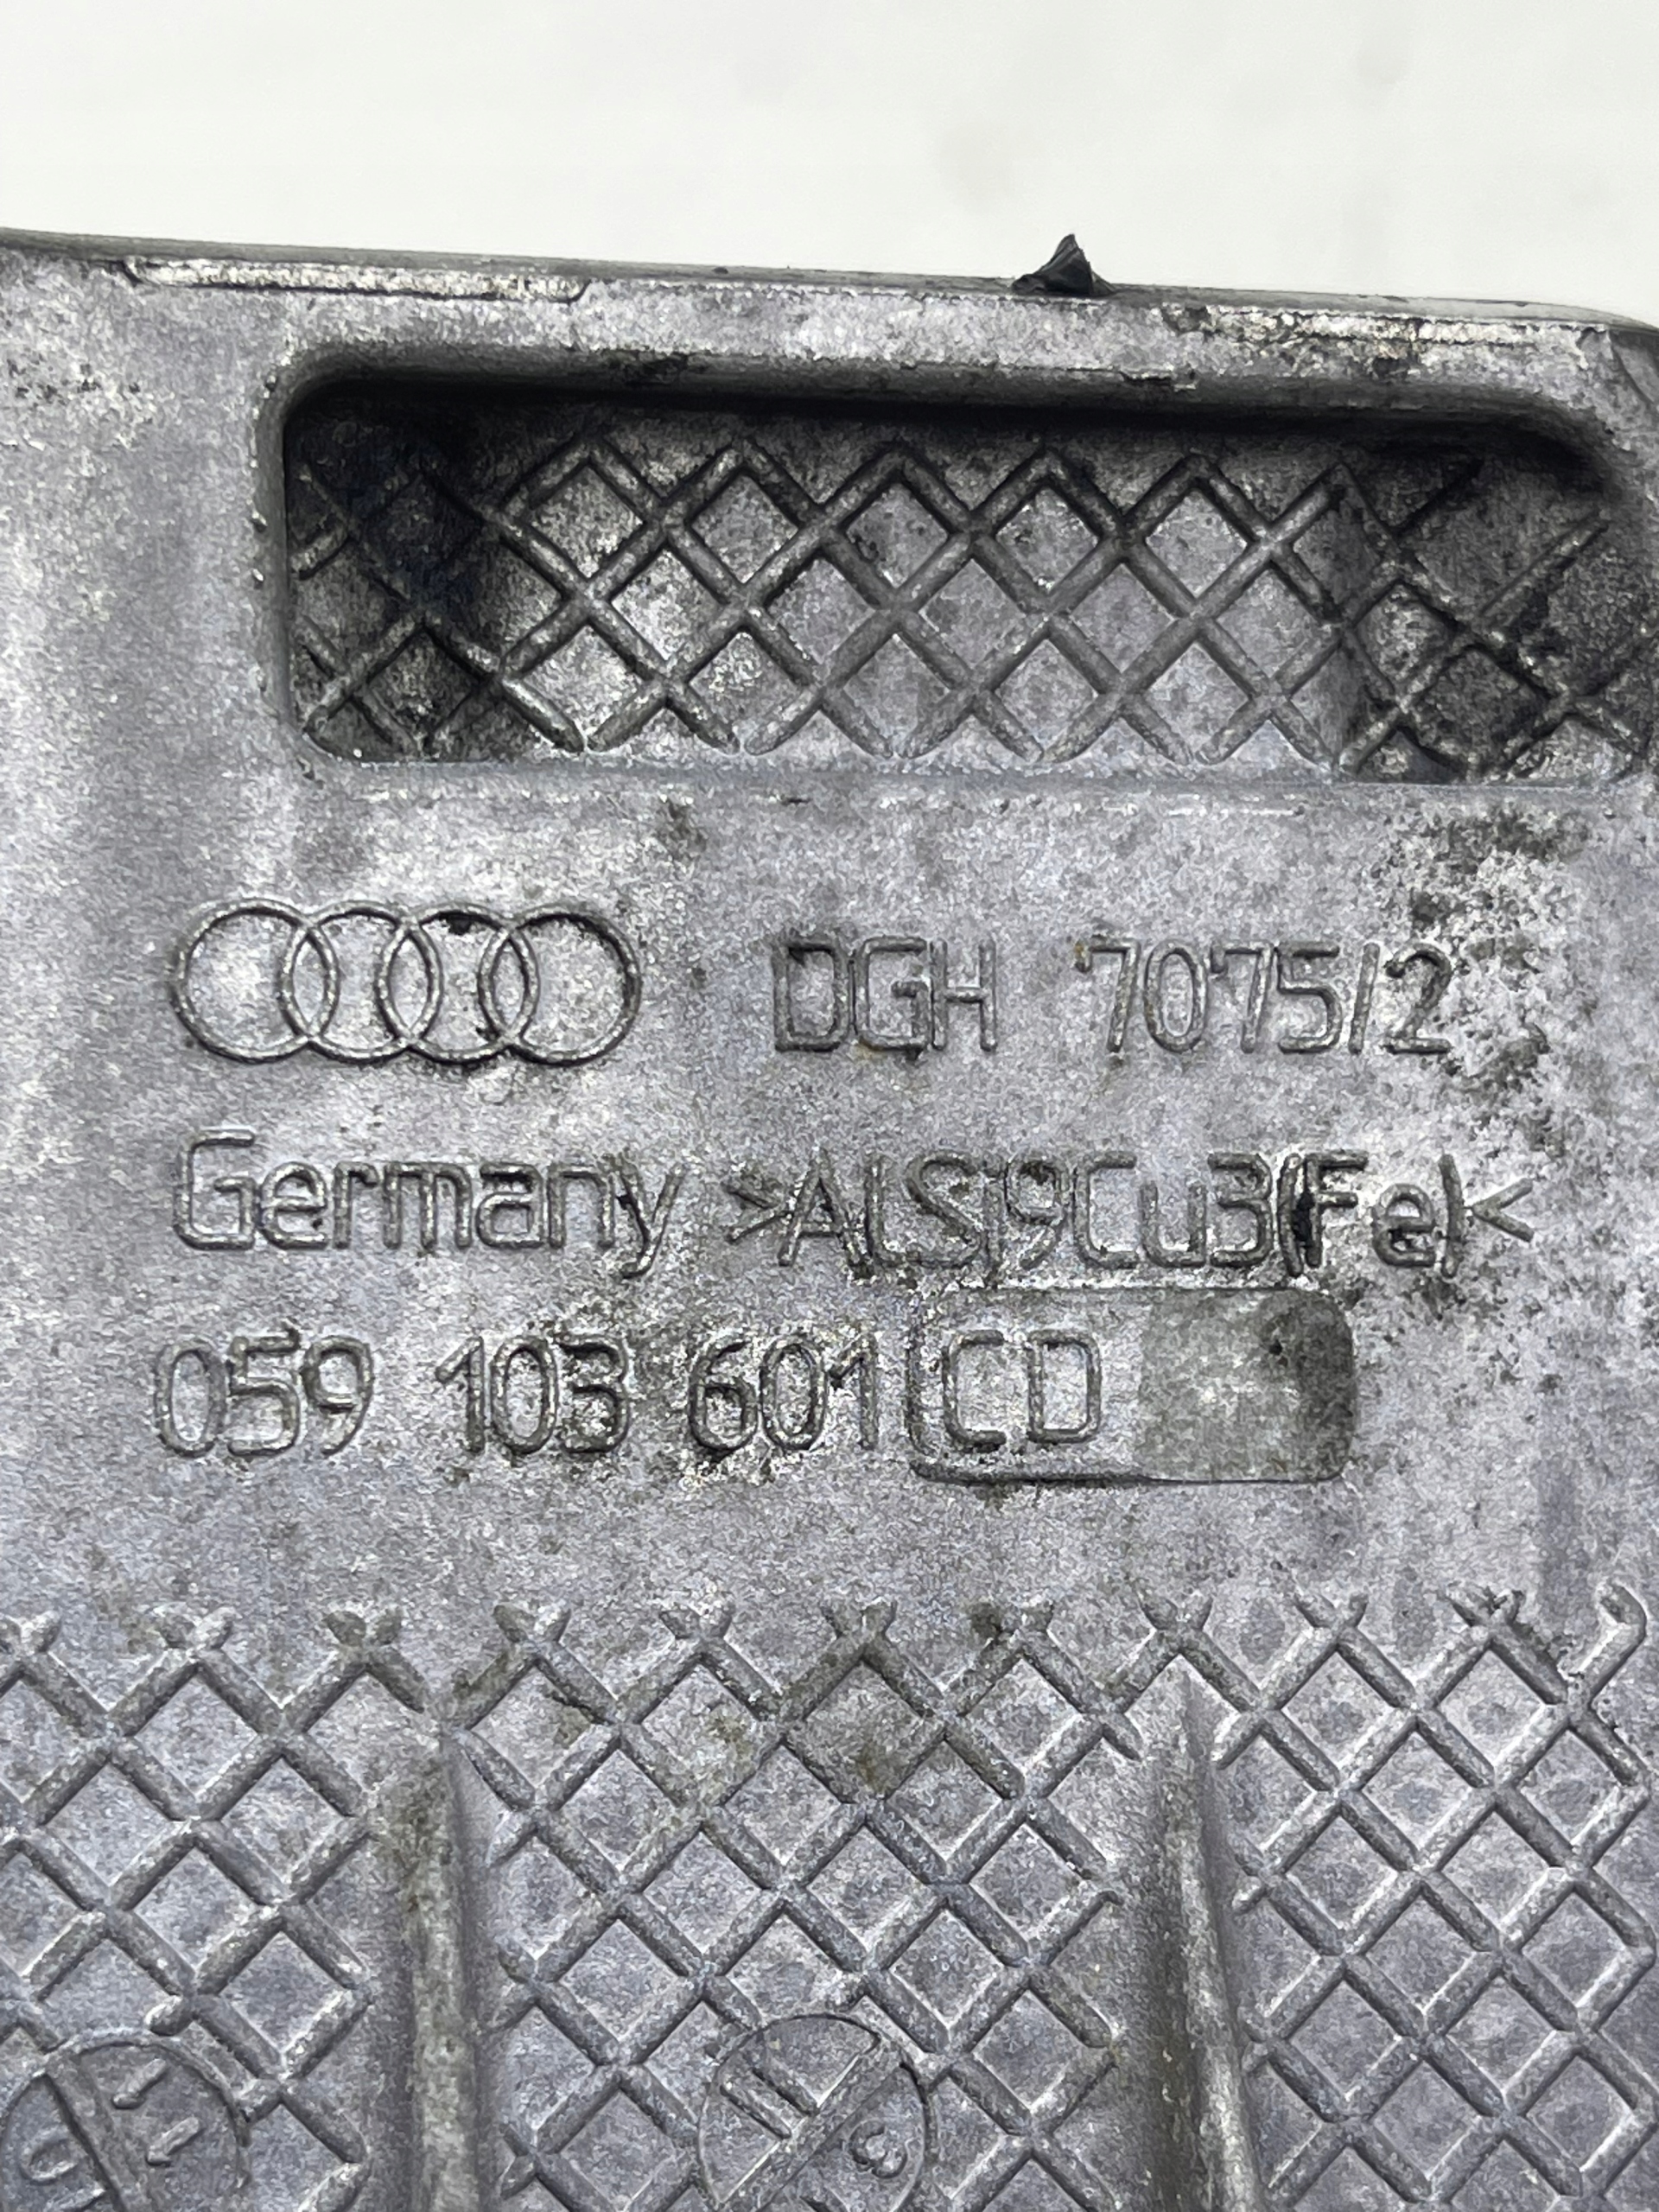 DGH 7075/2
Germany >ALSI9Cu3(Fe)<
059 103 601 CD